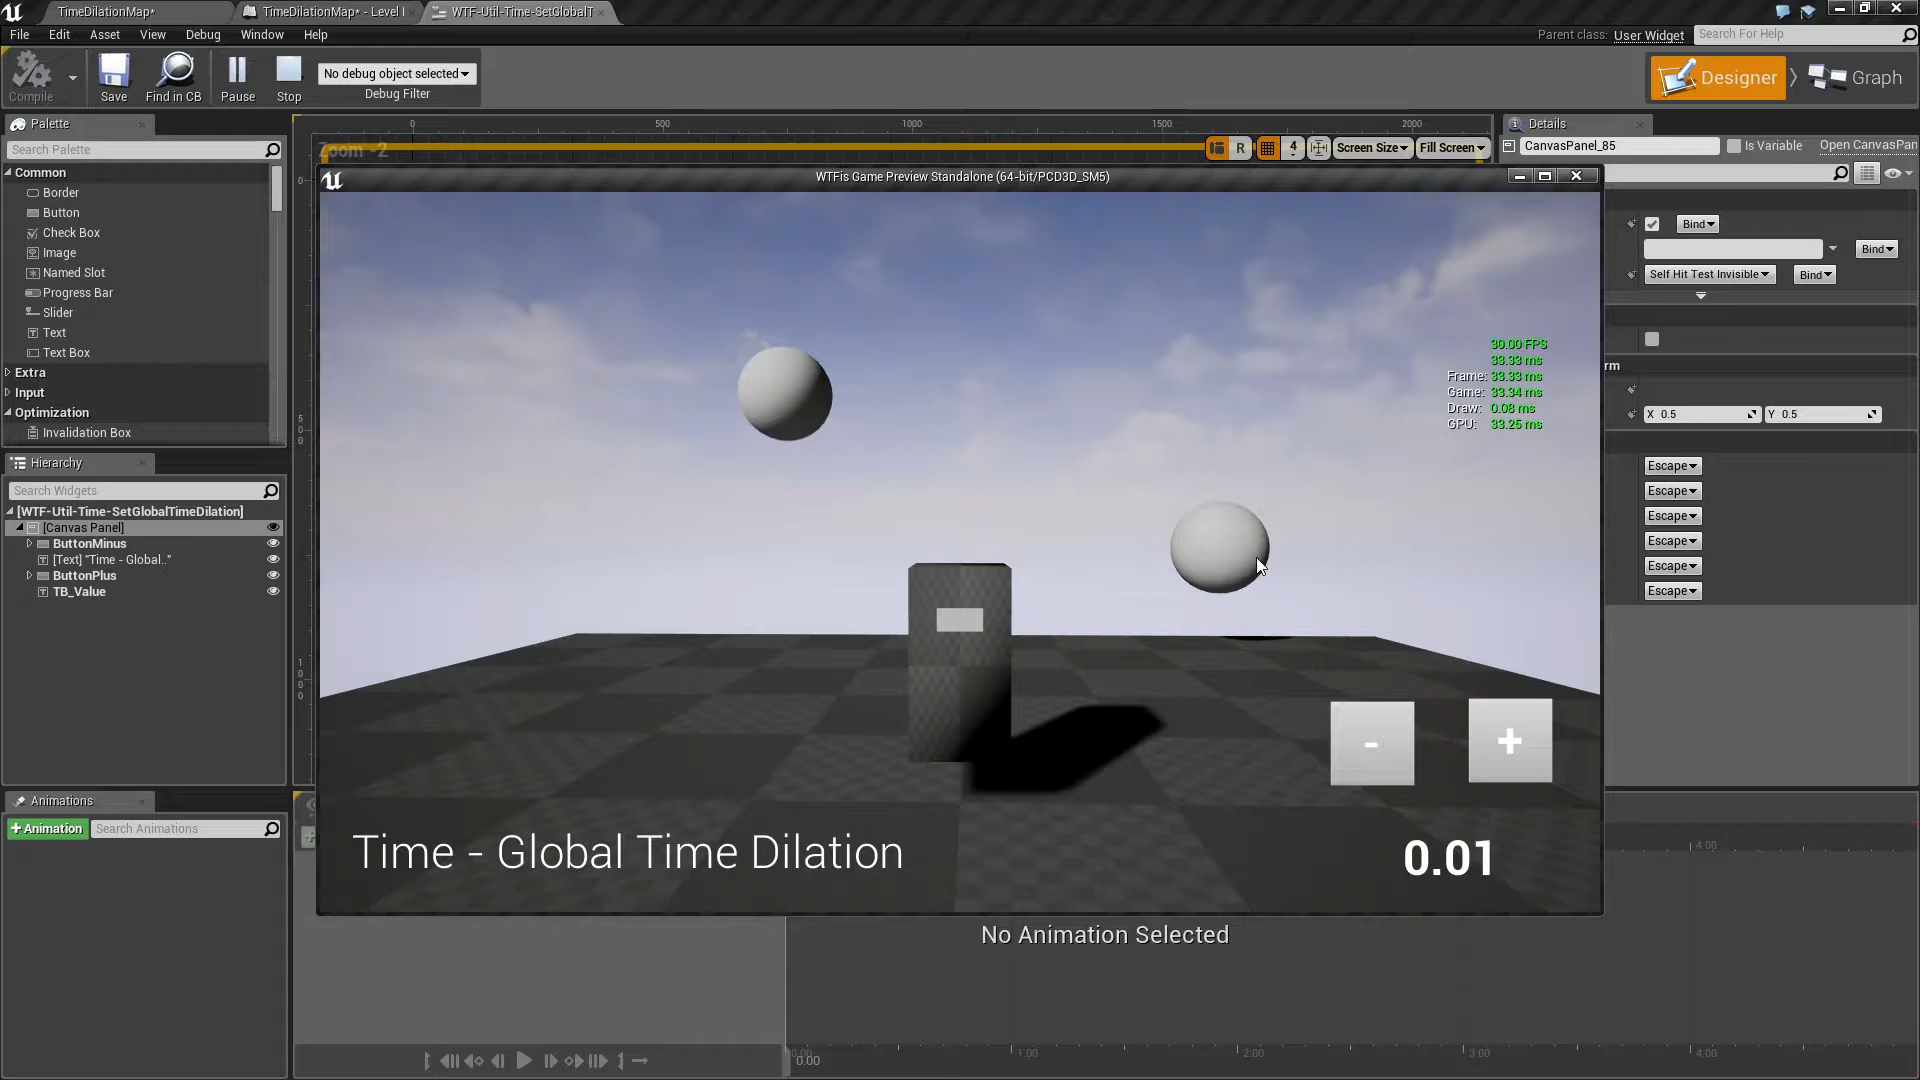 TimeDilationMap*
TimeDilationMap* - Level
WTF-Util-Time-SetGlobalT
File Edit Asset View Debug Window Help
Parent class: User Widget
Search For Help
Compile
Save
Find in CB
Pause
Stop
No debug object selected
Debug Filter
Designer
Graph
Palette
Search Palette
Common
Border
Button
Check Box
Image
Named Slot
Progress Bar
Slider
Text
Text Box
Extra
Input
Optimization
Invalidation Box
Hierarchy
Search Widgets
[WTF-Util-Time-SetGlobalTimeDilation]
[Canvas Panel]
ButtonMinus
[Text] "Time - Global.."
ButtonPlus
TB_Value
Animations
+Animation
Search Animations
0 500 1000 1500 2000
Zoom -2
R
4
Screen Size
Fill Screen
0
500
1000
WTFis Game Preview Standalone (64-bit/PCD3D_SM5)
30.00 FPS
33.33 ms
Frame: 33.33 ms
Game: 33.34 ms
Draw: 0.08 ms
GPU: 33.25 ms
-
+
Time - Global Time Dilation
0.01
Details
CanvasPanel_85
Is Variable
Open CanvasPan
Bind
Bind
Self Hit Test Invisible
Bind
rm
X 0.5
Y 0.5
Escape
Escape
Escape
Escape
Escape
Escape
4.00
No Animation Selected
0.00
0.00
1.00
2.00
3.00
4.00